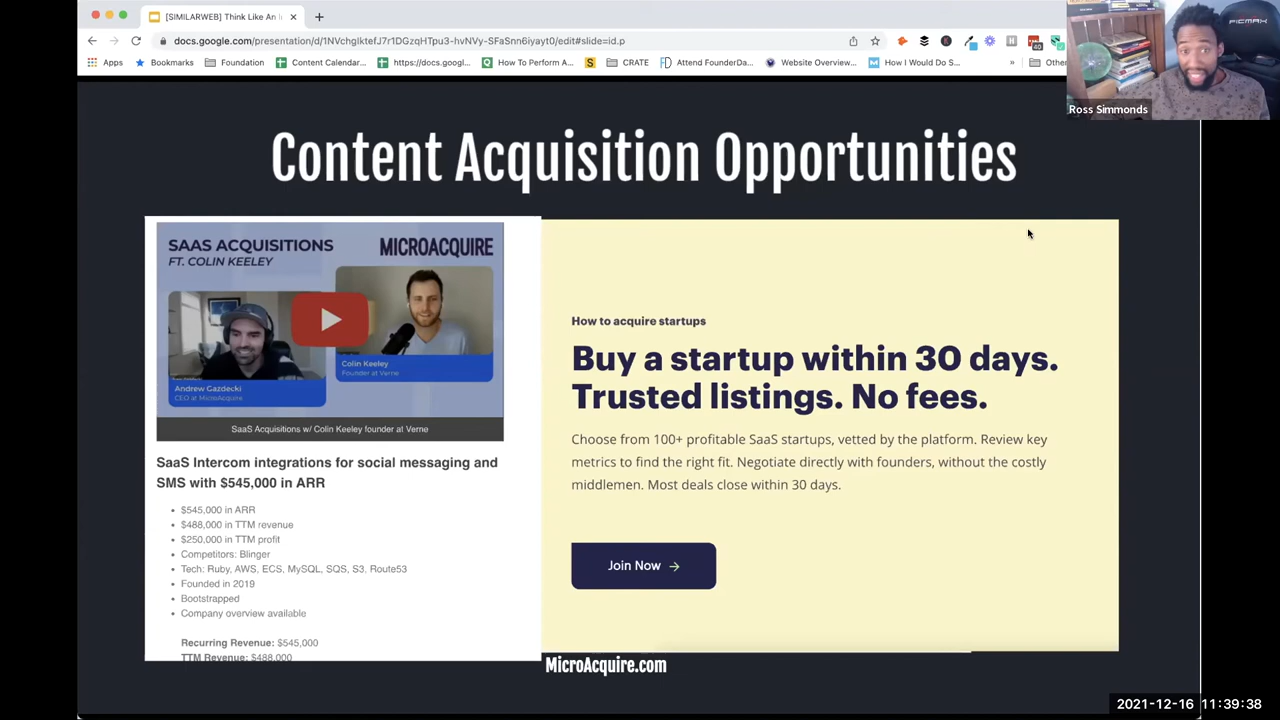 [SIMILARWEB] Think Like An I
docs.google.com/presentation/d/1NVchgIktefJ7r1DGzqHTpu3-hvNVy-SFaSnn6iyayt0/edit#slide=id.p
Apps
Bookmarks
Foundation
Content Calendar...
https://docs.googl...
How To Perform A...
S
CRATE
FD
Attend FounderDa...
Website Overview...
How I Would Do S...
»
Other
40
PICMAX
Ross Simmonds
Content Acquisition Opportunities
SAAS ACQUISITIONS
FT. COLIN KEELEY
MICROACQUIRE
Colin Keeley
Founder at Verne
Andrew Gazdecki
CEO at MicroAcquire
SaaS Acquisitions w/ Colin Keeley founder at Verne
SaaS Intercom integrations for social messaging and
SMS with $545,000 in ARR
• $545,000 in ARR
• $488,000 in TTM revenue
• $250,000 in TTM profit
• Competitors: Blinger
• Tech: Ruby, AWS, ECS, MySQL, SQS, S3, Route53
• Founded in 2019
• Bootstrapped
• Company overview available
Recurring Revenue: $545,000
TTM Revenue: $488,000
How to acquire startups
Buy a startup within 30 days.
Trusted listings. No fees.
Choose from 100+ profitable SaaS startups, vetted by the platform. Review key
metrics to find the right fit. Negotiate directly with founders, without the costly
middlemen. Most deals close within 30 days.
Join Now →
MicroAcquire.com
2021-12-16 11:39:38